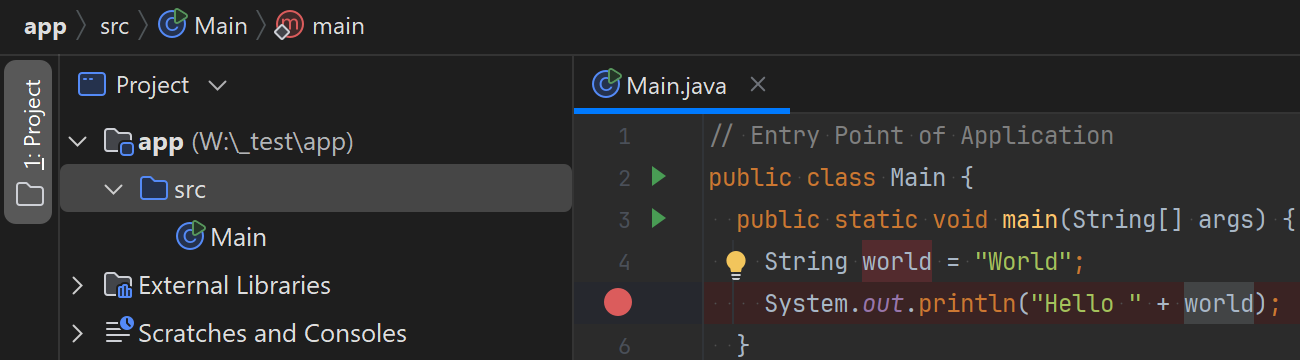 app src Main main
1: Project
Project
Main.java
app (W:\_test\app)
src
Main
External Libraries
Scratches and Consoles
1 // Entry Point of Application
2 public class Main {
3 public static void main(String[] args) {
4 String world = "World";
System.out.println("Hello " + world);
6 }